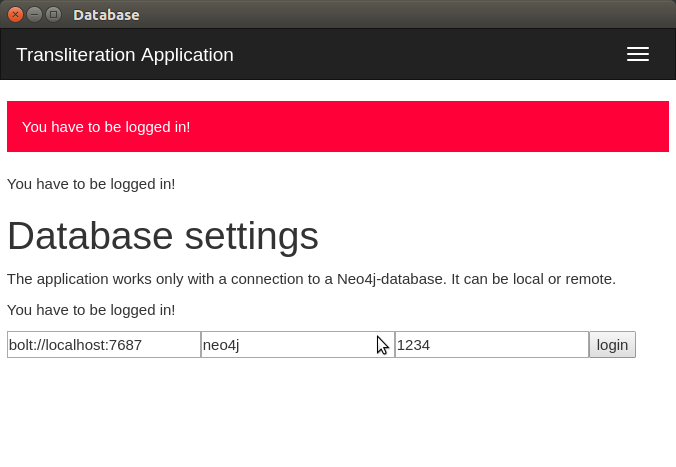 Database
Transliteration Application
You have to be logged in!
You have to be logged in!
Database settings
The application works only with a connection to a Neo4j-database. It can be local or remote.
You have to be logged in!
bolt://localhost:7687 neo4j 1234 login